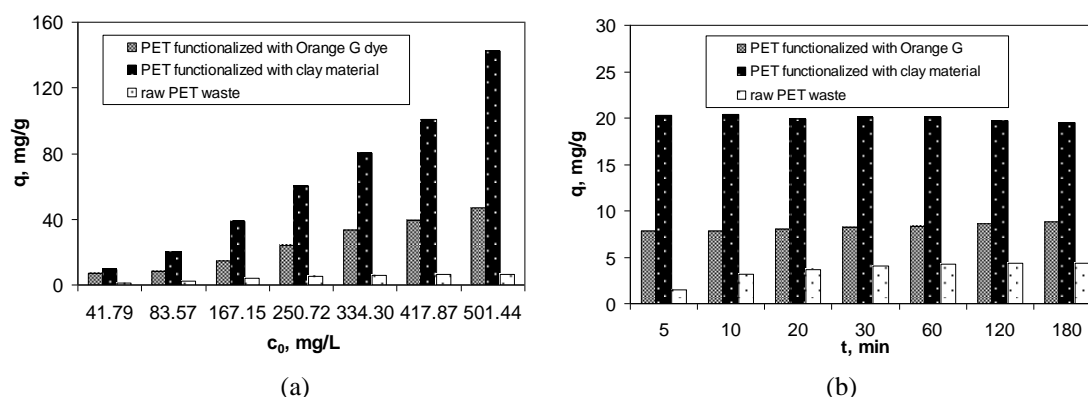 160
120
80
40
0
q, mg/g
PET functionalized with Orange G dye
PET functionalized with clay material
raw PET waste
41.79 83.57 167.15 250.72 334.30 417.87 501.44
c0, mg/L
(a)
30
25
20
15
10
5
0
q, mg/g
PET functionalized with Orange G
PET functionalized with clay material
raw PET waste
5 10 20 30 60 120 180
t, min
(b)